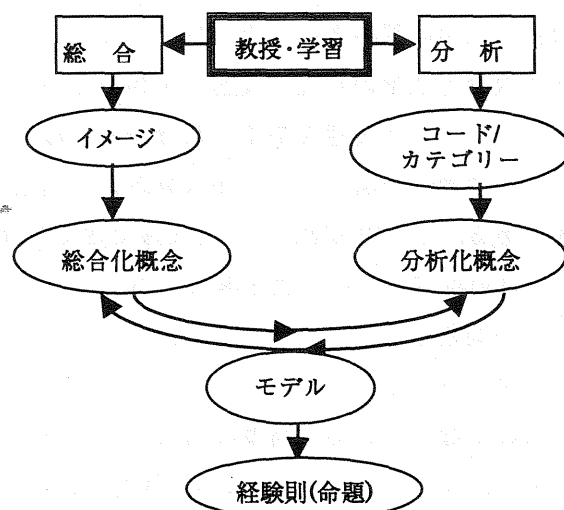 総 合
教授・学習
分 析
イメージ
コード/
カテゴリー
総合化概念
分析化概念
モデル
経験則(命題)